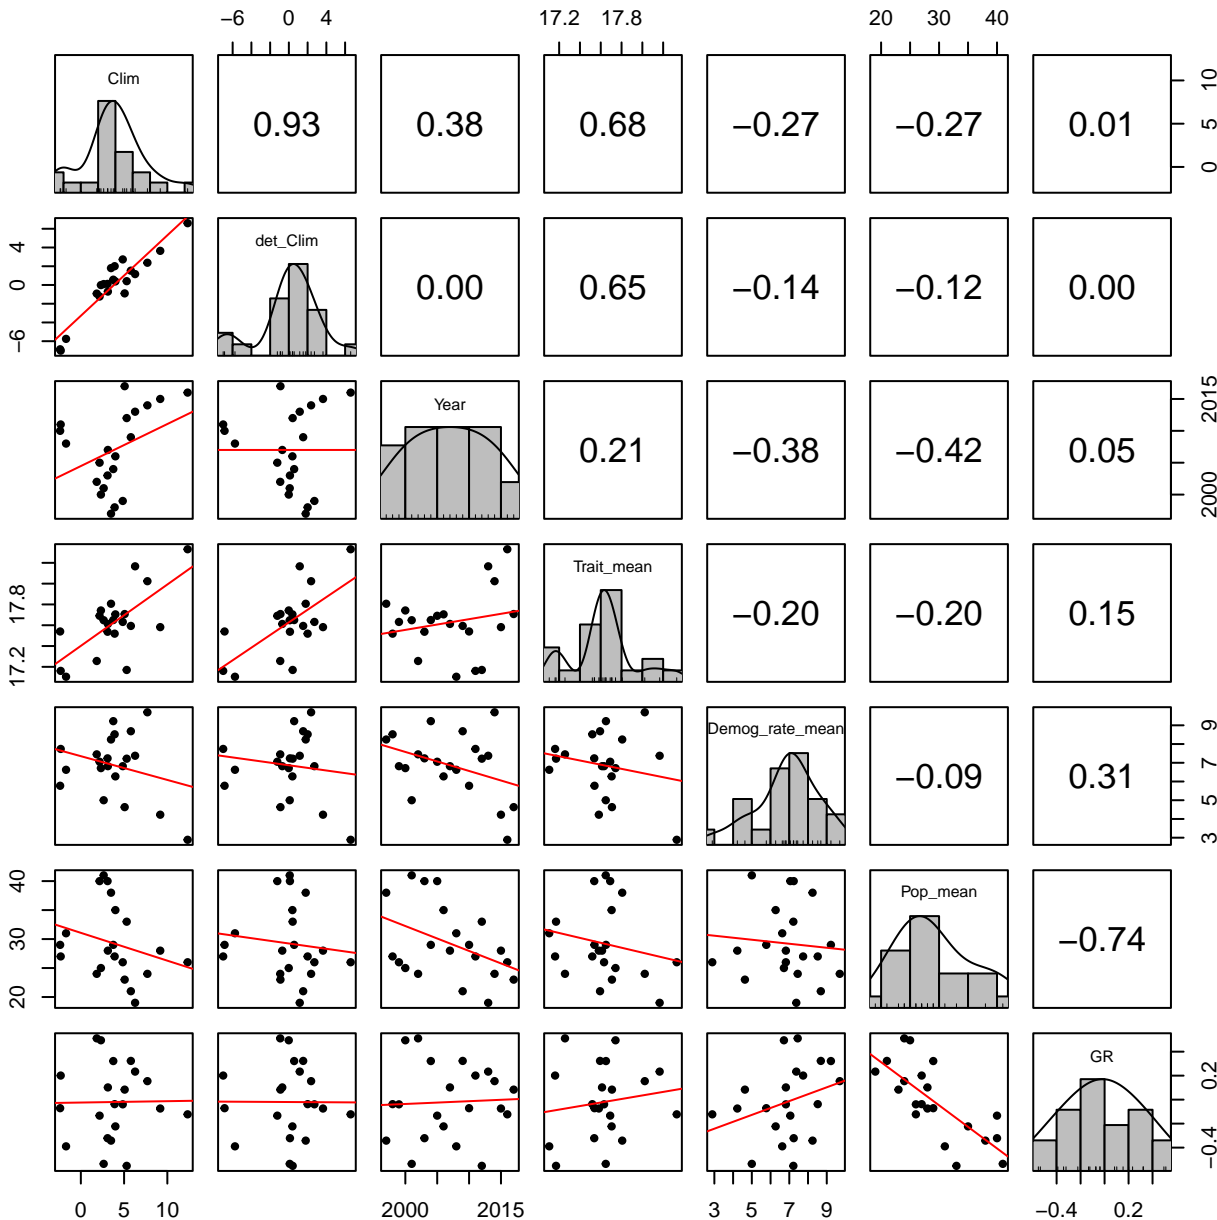 −6 0 4 17.2 17.8 20 30 40
Clim 0.93 0.38 0.68 −0.27 −0.27 0.01 0 5 10
−6 0 4 det_Clim 0.00 0.65 −0.14 −0.12 0.00
Year 0.21 −0.38 −0.42 0.05 2000 2015
17.2 17.8 Trait_mean −0.20 −0.20 0.15
Demog_rate_mean −0.09 0.31 3 5 7 9
20 30 40 Pop_mean −0.74
GR −0.4 0.2
0 5 10 2000 2015 3 5 7 9 −0.4 0.2